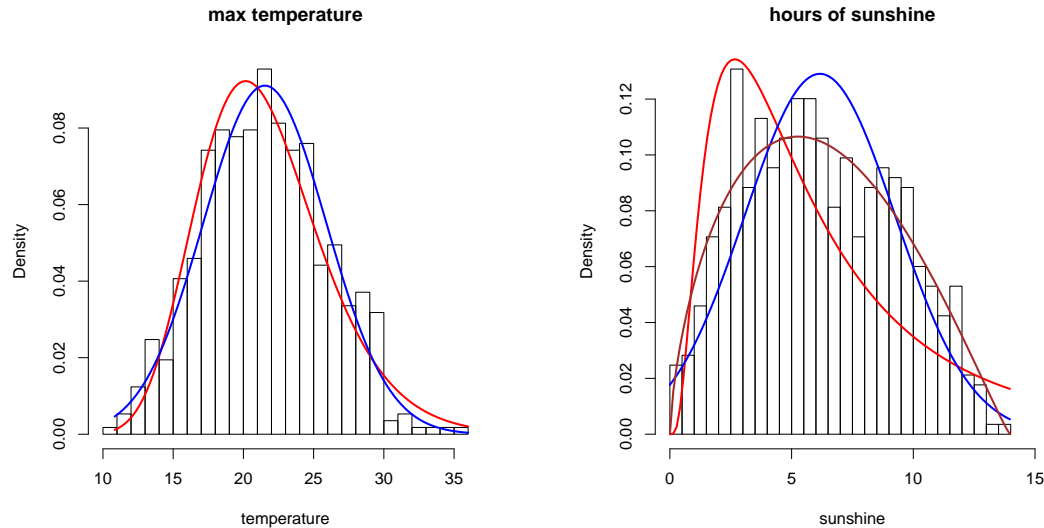 max temperature
Density
0.00 0.02 0.04 0.06 0.08
10 15 20 25 30 35
temperature
hours of sunshine
Density
0.00 0.02 0.04 0.06 0.08 0.10 0.12
0 5 10 15
sunshine